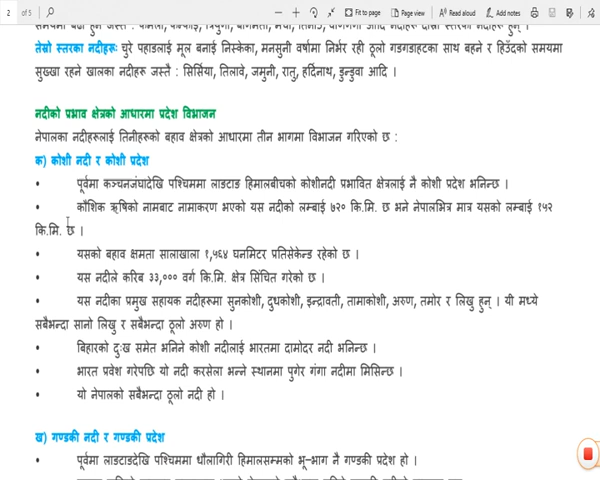 2 of 5 Fit to page Page view Read aloud Add notes
तेस्रो स्तरका नदीहरूः चुरे पहाडलाई मूल बनाई निस्केका, मनसुनी वर्षामा निर्भर रही ठूलो गडगडाहटका साथ बहने र हिउँदको समयमा
सुख्खा रहने खालका नदीहरू जस्तै : सिर्सिया, तिलावे, जमुनी, रातु, हर्दिनाथ, डुन्डुवा आदि ।
नदीको प्रभाव क्षेत्रको आधारमा प्रदेश विभाजन
नेपालका नदीहरूलाई तिनीहरूको बहाव क्षेत्रको आधारमा तीन भागमा विभाजन गरिएको छ :
क) कोशी नदी र कोशी प्रदेश
• पूर्वमा कञ्चनजंघादेखि पश्चिममा लाङटाङ हिमालबीचको कोशीनदी प्रभावित क्षेत्रलाई नै कोशी प्रदेश भनिन्छ ।
• कौशिक ऋषिको नामबाट नामाकरण भएको यस नदीको लम्बाई ७२० कि.मि. छ भने नेपालभित्र मात्र यसको लम्बाई १५२
कि.मि. छ ।
• यसको बहाव क्षमता सालाखाला १,५६४ घनमिटर प्रतिसेकेन्ड रहेको छ ।
• यस नदीले करिब ३३,००० वर्ग कि.मि. क्षेत्र सिंचित गरेको छ ।
• यस नदीका प्रमुख सहायक नदीहरूमा सुनकोशी, दुधकोशी, इन्द्रावती, तामाकोशी, अरुण, तमोर र लिखु हुन् । यी मध्ये
सबैभन्दा सानो लिखु र सबैभन्दा ठूलो अरुण हो ।
• बिहारको दुःख समेत भनिने कोशी नदीलाई भारतमा दामोदर नदी भनिन्छ ।
• भारत प्रवेश गरेपछि यो नदी करसेला भन्ने स्थानमा पुगेर गंगा नदीमा मिसिन्छ ।
• यो नेपालको सबैभन्दा ठूलो नदी हो ।
ख) गण्डकी नदी र गण्डकी प्रदेश
• पूर्वमा लाङटाङदेखि पश्चिममा धौलागिरी हिमालसम्मको भू-भाग नै गण्डकी प्रदेश हो ।